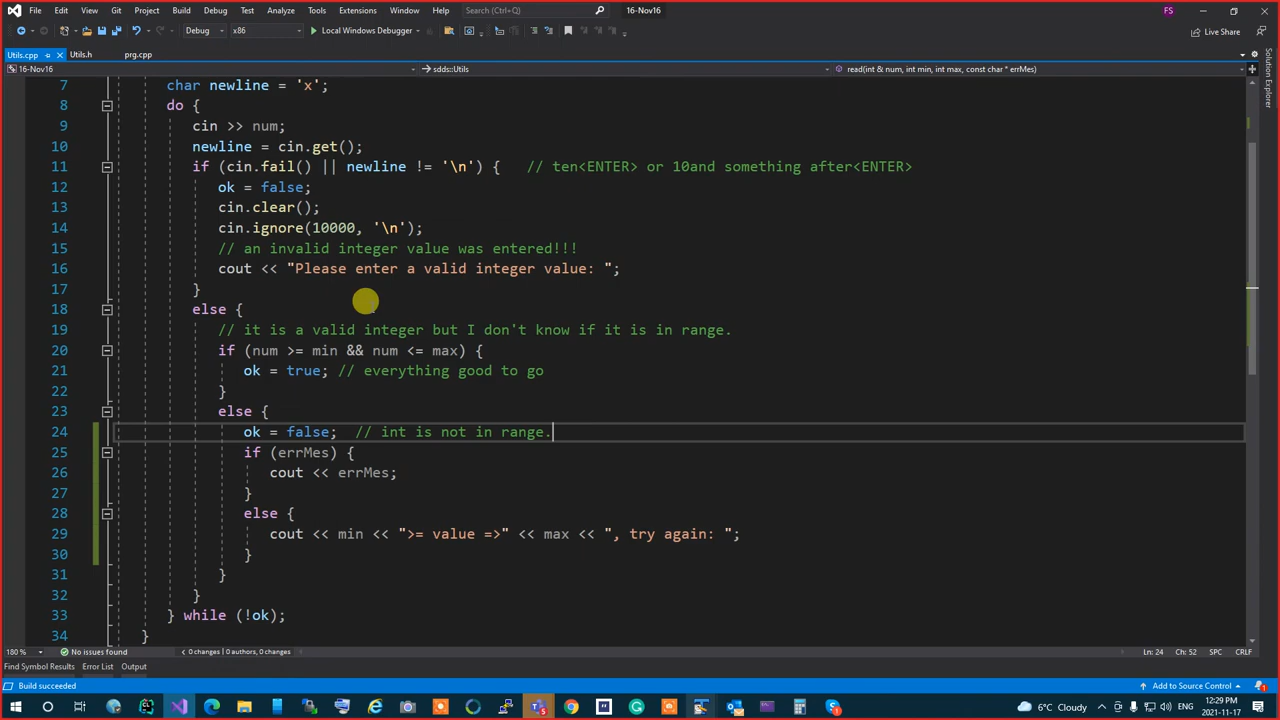 File Edit View Git Project Build Debug Test Analyze Tools Extensions Window Help Search (Ctrl+Q) 16-Nov16 FS
Debug x86 Local Windows Debugger Live Share
Utils.cpp Utils.h prg.cpp
16-Nov16 sdds::Utils read(int & num, int min, int max, const char * errMes)
7 char newline = 'x';
8 do {
9 cin >> num;
10 newline = cin.get();
11 if (cin.fail() || newline != '\n') { // ten<ENTER> or 10and something after<ENTER>
12 ok = false;
13 cin.clear();
14 cin.ignore(10000, '\n');
15 // an invalid integer value was entered!!!
16 cout << "Please enter a valid integer value: ";
17 }
18 else {
19 // it is a valid integer but I don't know if it is in range.
20 if (num >= min && num <= max) {
21 ok = true; // everything good to go
22 }
23 else {
24 ok = false; // int is not in range.
25 if (errMes) {
26 cout << errMes;
27 }
28 else {
29 cout << min << ">= value =>" << max << ", try again: ";
30 }
31 }
32 }
33 } while (!ok);
34 }
180 % No issues found 0 changes | 0 authors, 0 changes Ln: 24 Ch: 52 SPC CRLF
Find Symbol Results Error List Output
Build succeeded Add to Source Control 1
6°C Cloudy ENG 12:29 PM
2021-11-17
Solution Explorer